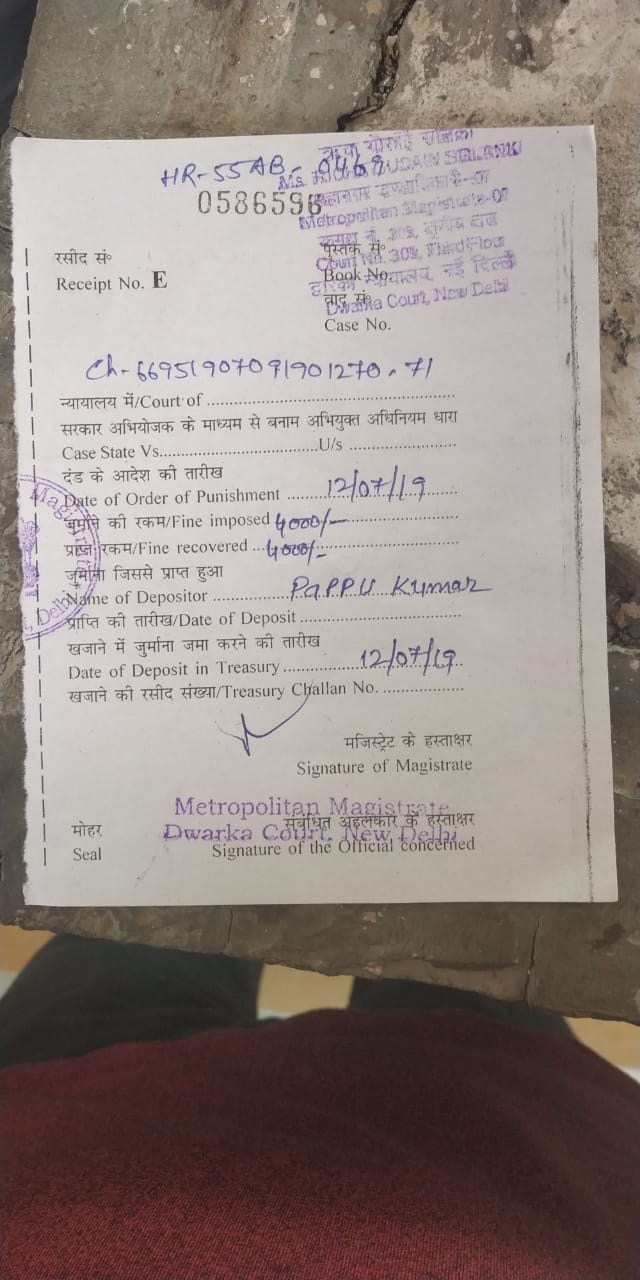 HR-55AB-0469
0586596
Metropolitan Magistrate-07
Court No. 303, Third Floor
Dwarka Court, New Delhi
रसीद सं०
Receipt No. E
पुस्तक सं०
Book No.
वाद सं०
Case No.
न्यायालय में/Court of
सरकार अभियोजक के माध्यम से बनाम अभियुक्त अधिनियम धारा
Case State Vs. U/s
दंड के आदेश की तारीख
Date of Order of Punishment 12/07/19
जुर्माने की रकम/Fine imposed 4000/-
प्राप्त रकम/Fine recovered 4000/-
जुर्माना जिससे प्राप्त हुआ
Name of Depositor PaPPU Kumar
प्राप्ति की तारीख/Date of Deposit
खजाने में जुर्माना जमा करने की तारीख
Date of Deposit in Treasury 12/07/19
खजाने की रसीद संख्या/Treasury Challan No.
मजिस्ट्रेट के हस्ताक्षर
Signature of Magistrate
Metropolitan Magistrate
Dwarka Court, New Delhi
मोहर
Seal
संबंधित अहलकार के हस्ताक्षर
Signature of the Official concerned